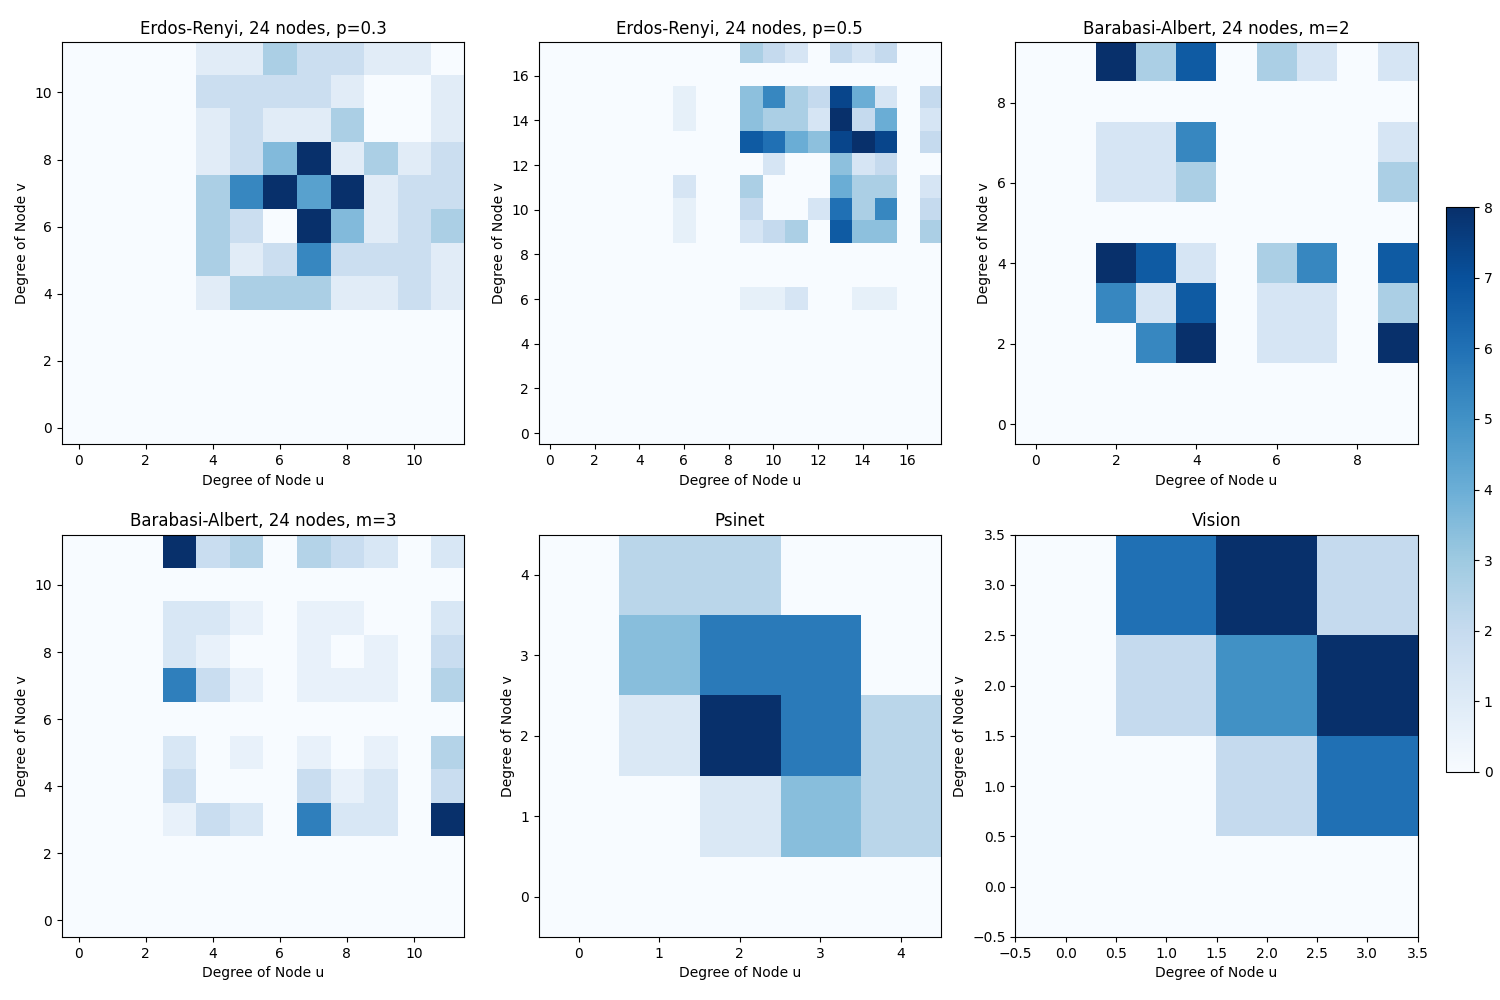 Erdos-Renyi, 24 nodes, p=0.3
Degree of Node v
10
8
6
4
2
0
0 2 4 6 8 10
Degree of Node u
Erdos-Renyi, 24 nodes, p=0.5
Degree of Node v
16
14
12
10
8
6
4
2
0
0 2 4 6 8 10 12 14 16
Degree of Node u
Barabasi-Albert, 24 nodes, m=2
Degree of Node v
8
6
4
2
0
0 2 4 6 8
Degree of Node u
Barabasi-Albert, 24 nodes, m=3
Degree of Node v
10
8
6
4
2
0
0 2 4 6 8 10
Degree of Node u
Psinet
Degree of Node v
4
3
2
1
0
0 1 2 3 4
Degree of Node u
Vision
Degree of Node v
3.5
3.0
2.5
2.0
1.5
1.0
0.5
0.0
−0.5
−0.5 0.0 0.5 1.0 1.5 2.0 2.5 3.0 3.5
Degree of Node u
8
7
6
5
4
3
2
1
0